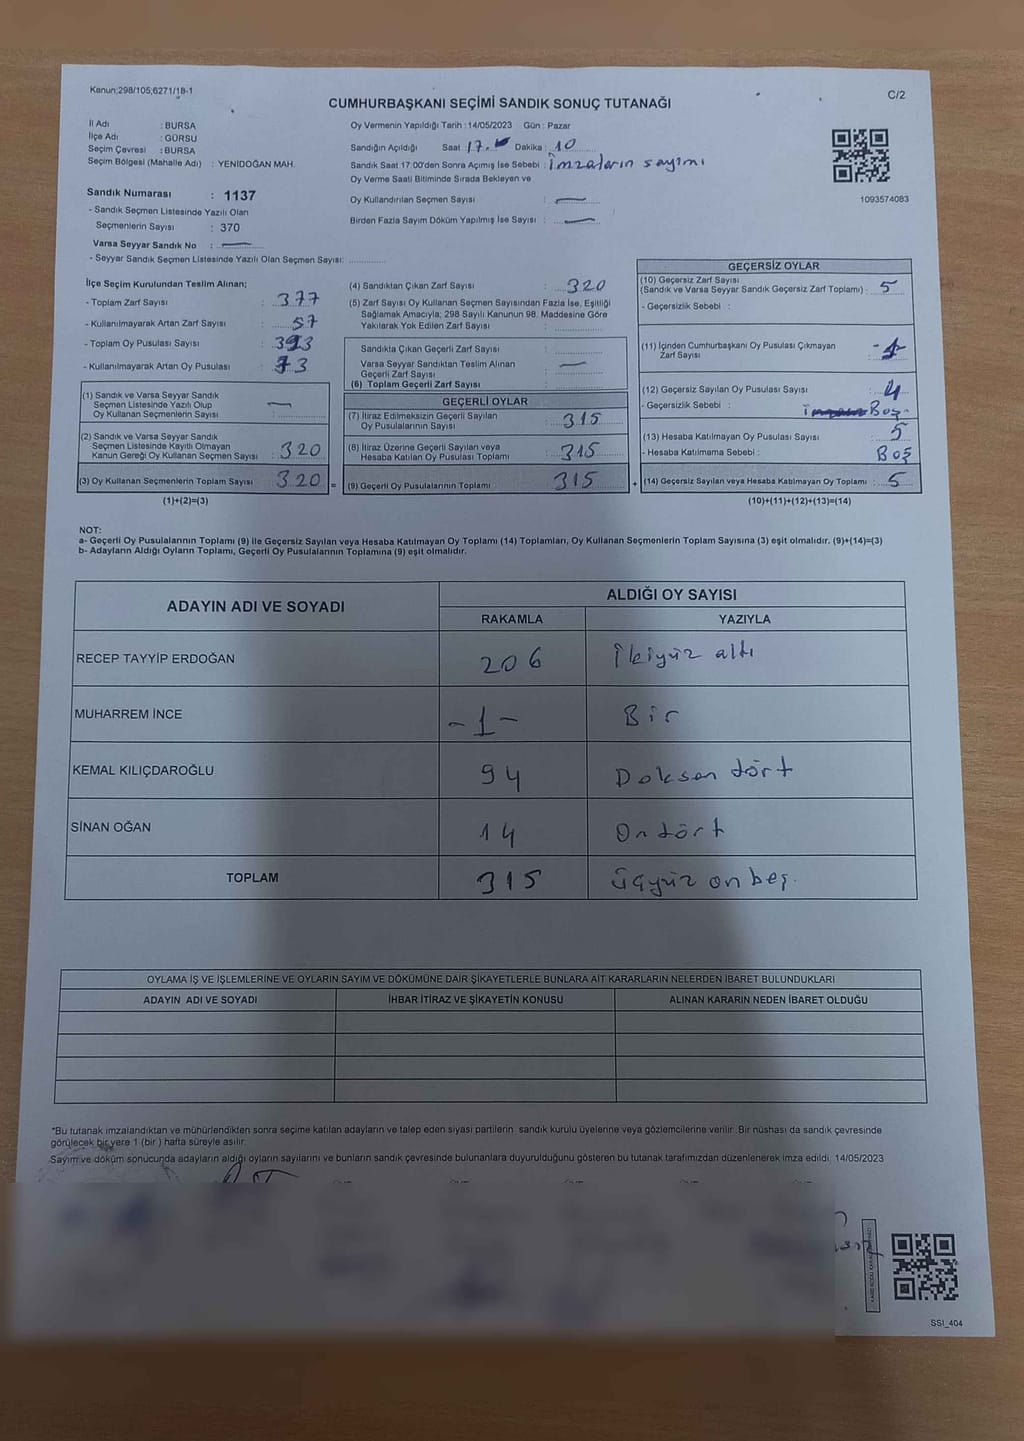 Kanun;298/105;6271/18-1
C/2
CUMHURBAŞKANI SEÇİMİ SANDIK SONUÇ TUTANAĞI
İl Adı : BURSA
İlçe Adı : GÜRSU
Seçim Çevresi : BURSA
Seçim Bölgesi (Mahalle Adı) : YENİDOĞAN MAH.
Sandık Numarası : 1137
- Sandık Seçmen Listesinde Yazılı Olan
Seçmenlerin Sayısı : 370
Varsa Seyyar Sandık No : —
- Seyyar Sandık Seçmen Listesinde Yazılı Olan Seçmen Sayısı:
Oy Vermenin Yapıldığı Tarih : 14/05/2023 Gün : Pazar
Sandığın Açıldığı Saat 17. Dakika : 10
Sandık Saat 17.00'den Sonra Açımış İse Sebebi : İmzaların sayımı
Oy Verme Saati Bitiminde Sırada Bekleyen ve
Oy Kullandırılan Seçmen Sayısı : —
Birden Fazla Sayım Döküm Yapılmış İse Sayısı : —
1093574083
İlçe Seçim Kurulundan Teslim Alınan;
- Toplam Zarf Sayısı : 377
- Kullanılmayarak Artan Zarf Sayısı : 57
- Toplam Oy Pusulası Sayısı : 393
- Kullanılmayarak Artan Oy Pusulası : 73
(1) Sandık ve Varsa Seyyar Sandık
Seçmen Listesinde Yazılı Olup
Oy Kullanan Seçmenlerin Sayısı : —
(2) Sandık ve Varsa Seyyar Sandık
Seçmen Listesinde Kayıtlı Olmayan
Kanun Gereği Oy Kullanan Seçmen Sayısı : 320
(3) Oy Kullanan Seçmenlerin Toplam Sayısı : 320
(1)+(2)=(3)
=
(4) Sandıktan Çıkan Zarf Sayısı : 320
(5) Zarf Sayısı Oy Kullanan Seçmen Sayısından Fazla İse, Eşitliği
Sağlamak Amacıyla; 298 Sayılı Kanunun 98. Maddesine Göre
Yakılarak Yok Edilen Zarf Sayısı :
Sandıkta Çıkan Geçerli Zarf Sayısı :
Varsa Seyyar Sandıktan Teslim Alınan
Geçerli Zarf Sayısı : —
(6) Toplam Geçerli Zarf Sayısı :
GEÇERLİ OYLAR
(7) İtiraz Edilmeksizin Geçerli Sayılan
Oy Pusulalarının Sayısı : 315
(8) İtiraz Üzerine Geçerli Sayılan veya
Hesaba Katılan Oy Pusulası Toplamı : 315
(9) Geçerli Oy Pusulalarının Toplamı : 315
+
GEÇERSİZ OYLAR
(10) Geçersiz Zarf Sayısı
(Sandık ve Varsa Seyyar Sandık Geçersiz Zarf Toplamı) : 5
- Geçersizlik Sebebi :
(11) İçinden Cumhurbaşkanı Oy Pusulası Çıkmayan
Zarf Sayısı : -1
(12) Geçersiz Sayılan Oy Pusulası Sayısı : 4
- Geçersizlik Sebebi : Boş.
(13) Hesaba Katılmayan Oy Pusulası Sayısı : 5
- Hesaba Katılmama Sebebi : Boş
(14) Geçersiz Sayılan veya Hesaba Katılmayan Oy Toplamı : 5
(10)+(11)+(12)+(13)=(14)
NOT:
a- Geçerli Oy Pusulalarının Toplamı (9) ile Geçersiz Sayılan veya Hesaba Katılmayan Oy Toplamı (14) Toplamları, Oy Kullanan Seçmenlerin Toplam Sayısına (3) eşit olmalıdır. (9)+(14)=(3)
b- Adayların Aldığı Oyların Toplamı, Geçerli Oy Pusulalarının Toplamına (9) eşit olmalıdır.
ADAYIN ADI VE SOYADI
ALDIĞI OY SAYISI
RAKAMLA YAZIYLA
RECEP TAYYİP ERDOĞAN 206 İkiyüz altı
MUHARREM İNCE -1- Bir
KEMAL KILIÇDAROĞLU 94 Doksan dört
SİNAN OĞAN 14 On dört
TOPLAM 315 üçyüz on beş.
OYLAMA İŞ VE İŞLEMLERİNE VE OYLARIN SAYIM VE DÖKÜMÜNE DAİR ŞİKAYETLERLE BUNLARA AİT KARARLARIN NELERDEN İBARET BULUNDUKLARI
ADAYIN ADI VE SOYADI İHBAR İTİRAZ VE ŞİKAYETİN KONUSU ALINAN KARARIN NEDEN İBARET OLDUĞU
*Bu tutanak imzalandıktan ve mühürlendikten sonra seçime katılan adayların ve talep eden siyasi partilerin sandık kurulu üyelerine veya gözlemcilerine verilir. Bir nüshası da sandık çevresinde
görülecek bir yere 1 (bir) hafta süreyle asılır.
Sayım ve döküm sonucunda adayların aldığı oyların sayılarını ve bunların sandık çevresinde bulunanlara duyurulduğunu gösteren bu tutanak tarafımızdan düzenlenerek imza edildi. 14/05/2023
SSİ_404